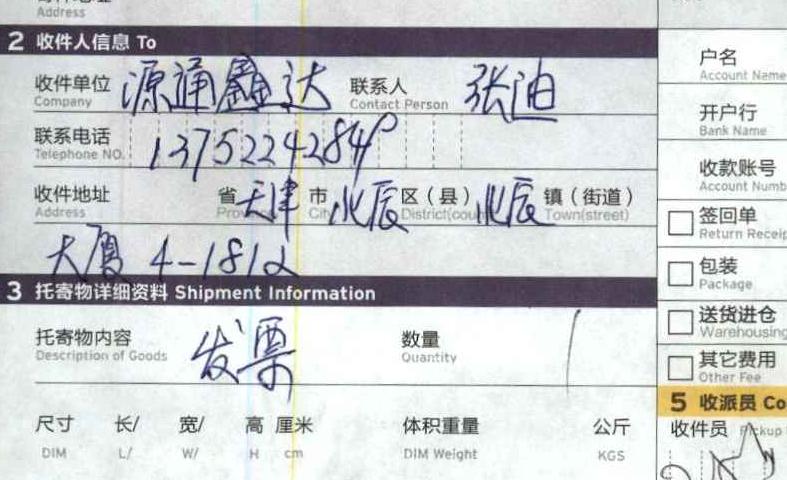 Address
2 收件人信息 To
收件单位 源通鑫达 联系人 张迪
Company Contact Person
户名
Account Name
联系电话 13752242840
Telephone NO.
开户行
Bank Name
收件地址 省 天津 市 北辰 区（县） 北辰 镇（街道）
Address City District Town(street)
收款账号
Account Numb
大厦 4-1812
签回单
Return Receip
3 托寄物详细资料 Shipment Information
包装
Package
托寄物内容 发票 数量 1
Description of Goods Quantity
送货进仓
Warehousing
其它费用
Other Fee
5 收派员 Co
尺寸 长/ 宽/ 高 厘米 体积重量 公斤
DIM L/ W/ H cm DIM Weight KGS
收件员